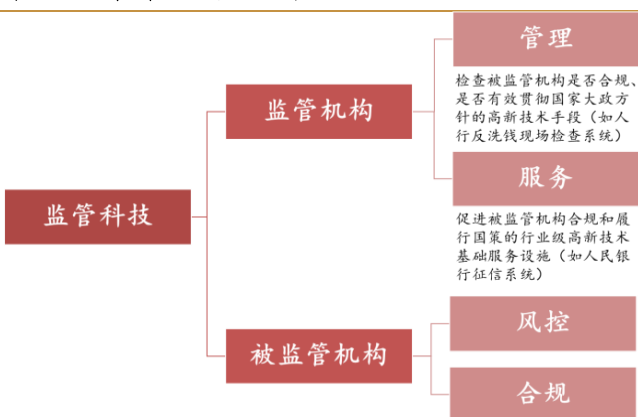 管理
检查被监管机构是否合规、
是否有效贯彻国家大政方
针的高新技术手段（如人
行反洗钱现场检查系统）
监管机构
服务
促进被监管机构合规和履
行国策的行业级高新技术
基础服务设施（如人民银
行征信系统）
监管科技
风控
被监管机构
合规